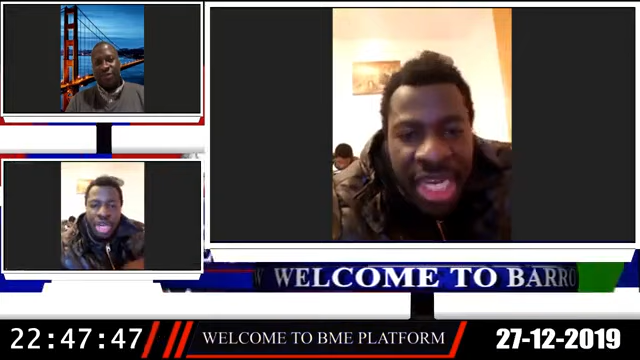 WELCOME TO BARRO
22:47:47
WELCOME TO BME PLATFORM
27-12-2019